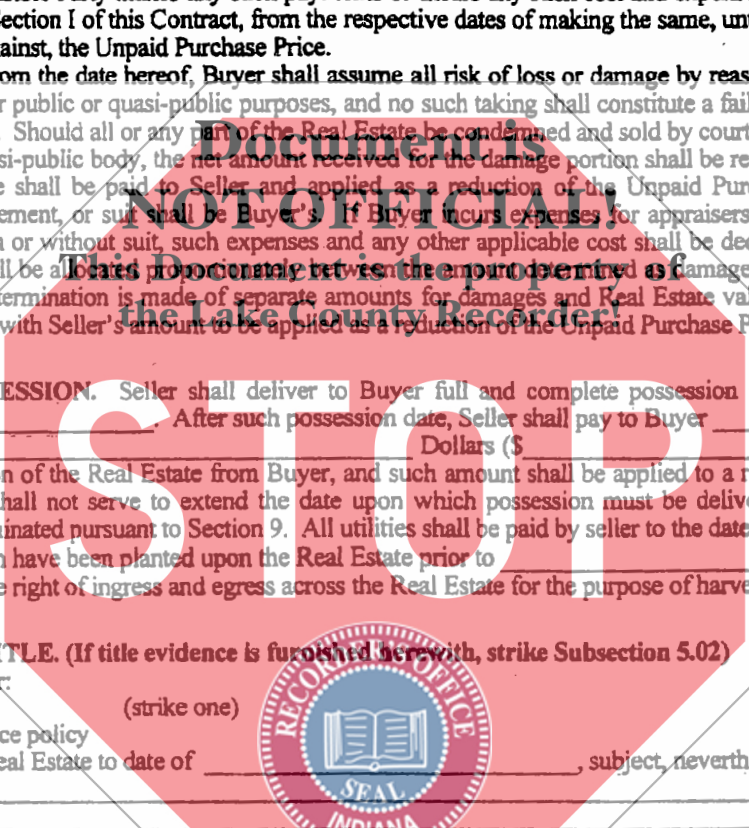 Section I of this Contract, from the respective dates of making the same, un
ainst, the Unpaid Purchase Price.
om the date hereof, Buyer shall assume all risk of loss or damage by reas
r public or quasi-public purposes, and no such taking shall constitute a fail
Should all or any part of the Real Estate be condemned and sold by cour
Document is
si-public body, the net amount received for the damage portion shall be re
e shall be paid to Seller and applied as a reduction of the Unpaid Pur
NOT OFFICIAL!
ement, or suit shall be Buyer's. If Buyer incurs expenses for appraisers
n or without suit, such expenses and any other applicable cost shall be dec
This Document is the property of
ll be allocated proportionately between the amount determined as damage
termination is made of separate amounts for damages and Real Estate va
the Lake County Recorder!
with Seller's amount to be applied as a reduction of the Unpaid Purchase P
ESSION. Seller shall deliver to Buyer full and complete possession
. After such possession date, Seller shall pay to Buyer
Dollars ($
n of the Real Estate from Buyer, and such amount shall be applied to a r
hall not serve to extend the date upon which possession must be delive
inated pursuant to Section 9. All utilities shall be paid by seller to the date
n have been planted upon the Real Estate prior to
e right of ingress and egress across the Real Estate for the purpose of harve
STOP
TLE. (If title evidence is furnished herewith, strike Subsection 5.02)
r:
(strike one)
ce policy
eal Estate to date of , subject, neverth
RECORDER'S OFFICE
SEAL
INDIANA